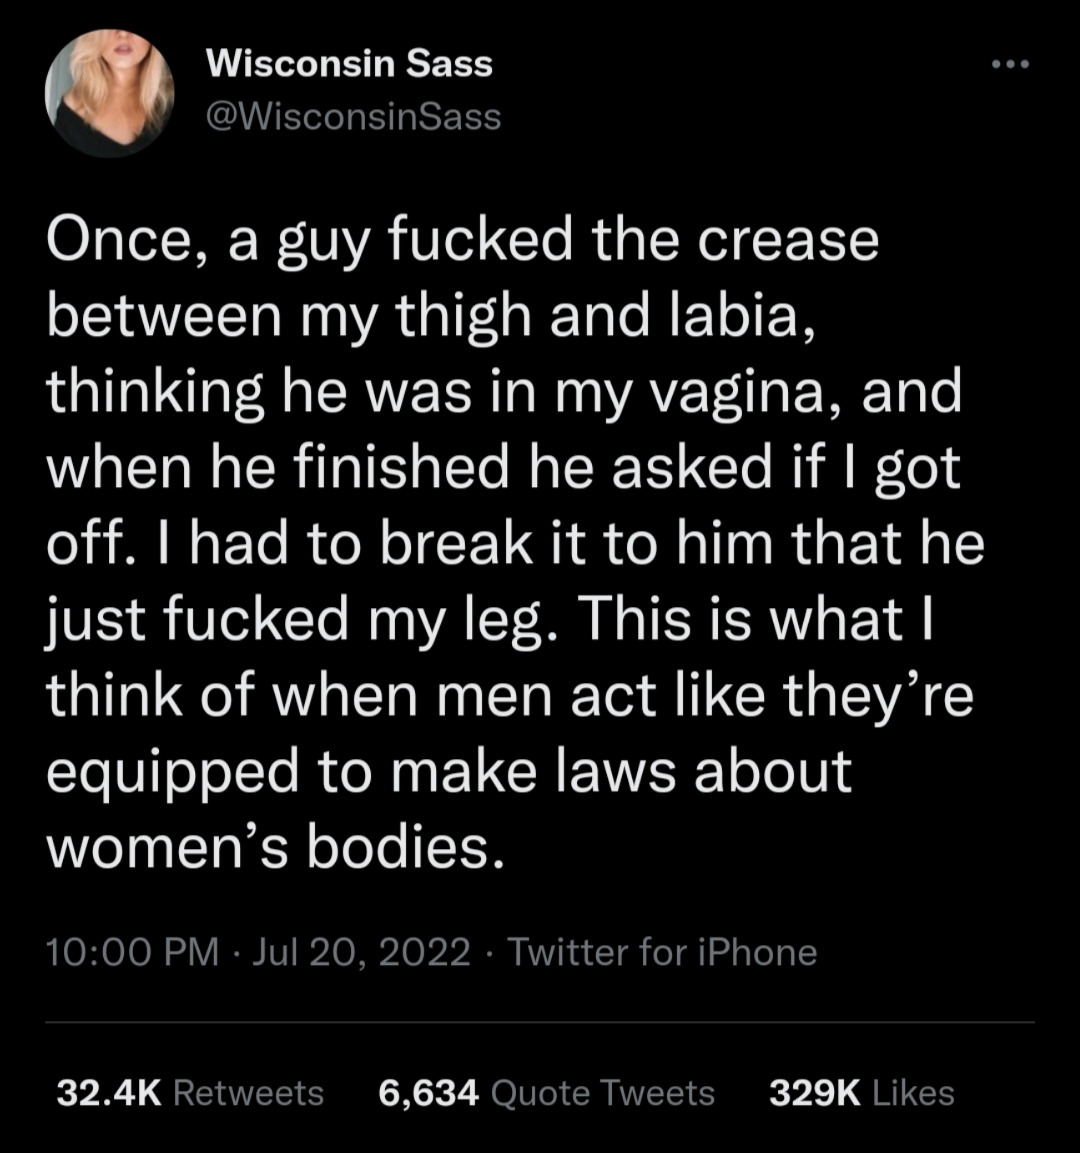 Wisconsin Sass
@WisconsinSass
Once, a guy fucked the crease
between my thigh and labia,
thinking he was in my vagina, and
when he finished he asked if I got
off. I had to break it to him that he
just fucked my leg. This is what I
think of when men act like they’re
equipped to make laws about
women’s bodies.
10:00 PM · Jul 20, 2022 · Twitter for iPhone
32.4K Retweets 6,634 Quote Tweets 329K Likes